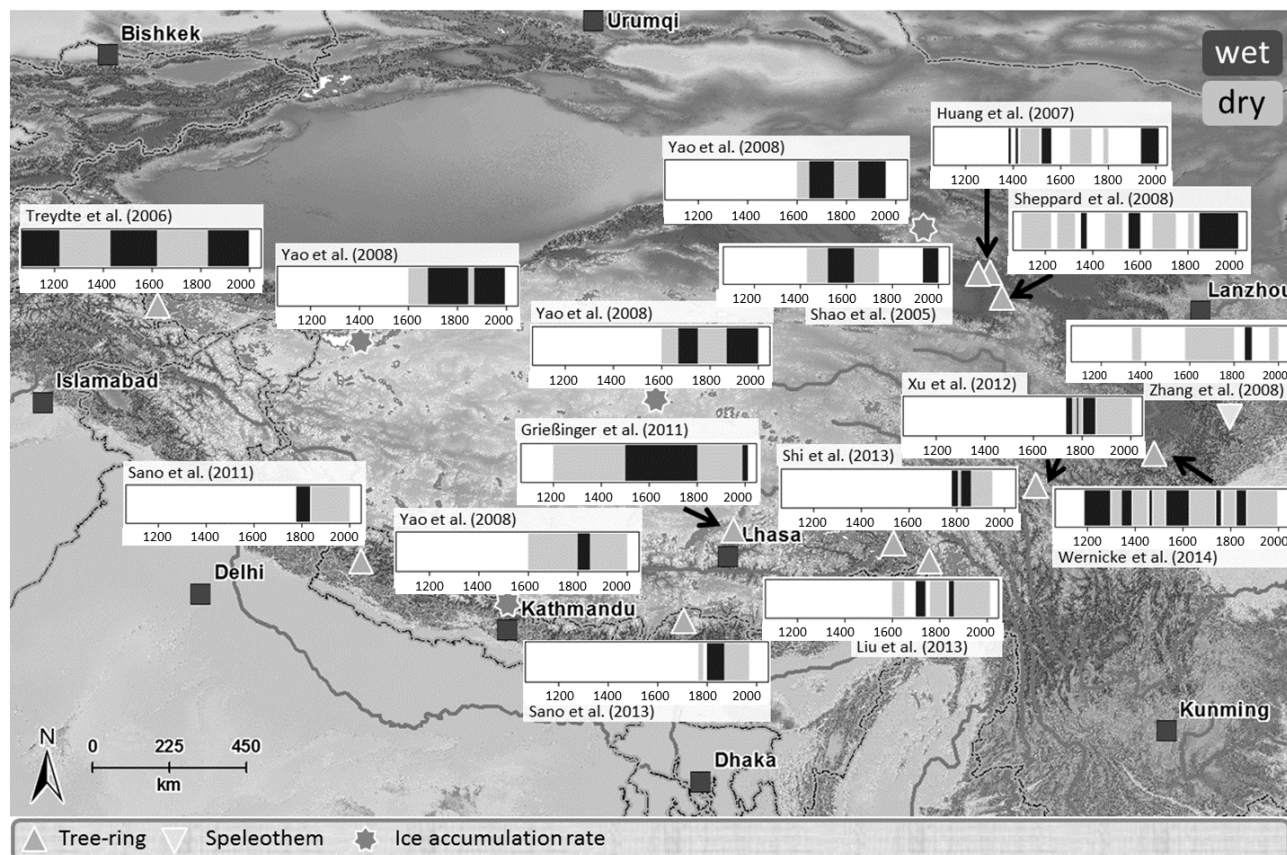 Bishkek
Urumqi
wet
dry
Huang et al. (2007)
1200 1400 1600 1800 2000
Yao et al. (2008)
1200 1400 1600 1800 2000
Sheppard et al. (2008)
1200 1400 1600 1800 2000
Treydte et al. (2006)
1200 1400 1600 1800 2000
Yao et al. (2008)
1200 1400 1600 1800 2000
1200 1400 1600 1800 2000
Shao et al. (2005)
Lanzhou
Yao et al. (2008)
1200 1400 1600 1800 2000
1200 1400 1600 1800 2000
Zhang et al. (2008)
Islamabad
Xu et al. (2012)
1200 1400 1600 1800 2000
Grießinger et al. (2011)
1200 1400 1600 1800 2000
Shi et al. (2013)
1200 1400 1600 1800 2000
Sano et al. (2011)
1200 1400 1600 1800 2000
Yao et al. (2008)
1200 1400 1600 1800 2000
Lhasa
1200 1400 1600 1800 2000
Wernicke et al. (2014)
Delhi
Kathmandu
1200 1400 1600 1800 2000
Liu et al. (2013)
1200 1400 1600 1800 2000
Sano et al. (2013)
Kunming
N
0 225 450
km
Dhaka
Tree-ring Speleothem Ice accumulation rate